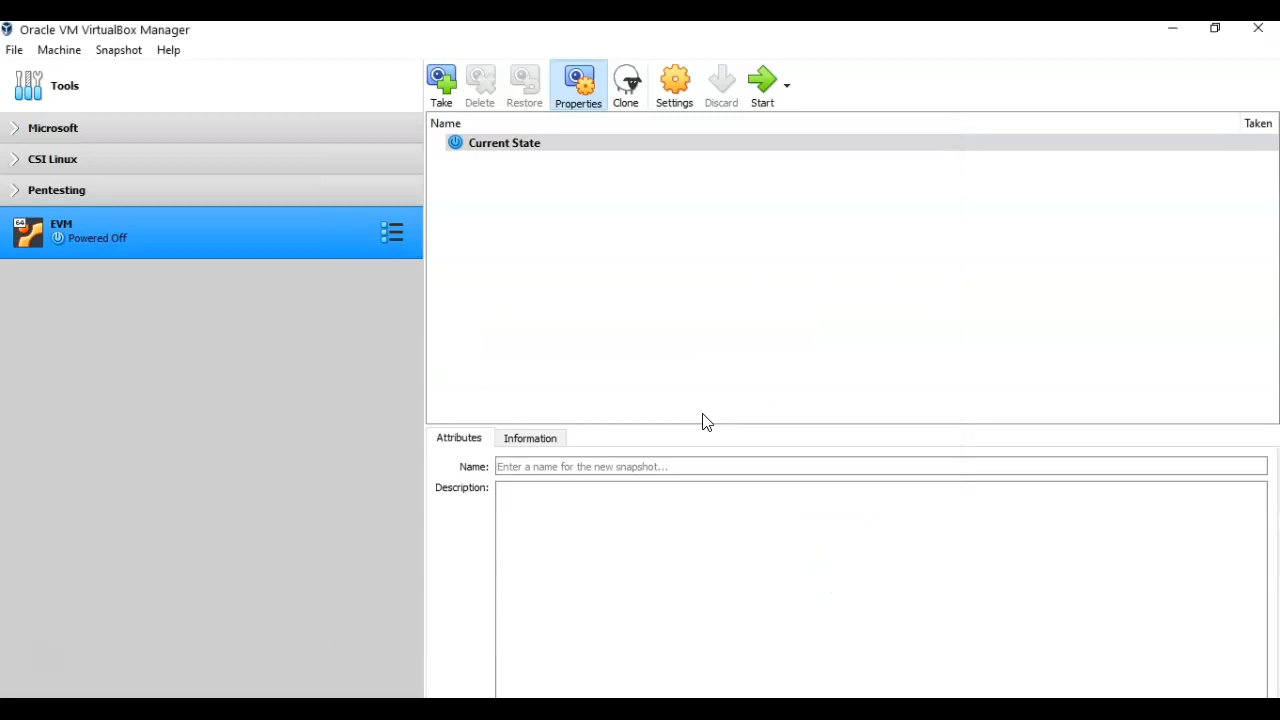 Oracle VM VirtualBox Manager
File Machine Snapshot Help
Tools
Take Delete Restore Properties Clone Settings Discard Start
Name Taken
Current State
Microsoft
CSI Linux
Pentesting
64
EVM
Powered Off
Attributes Information
Name: Enter a name for the new snapshot...
Description: